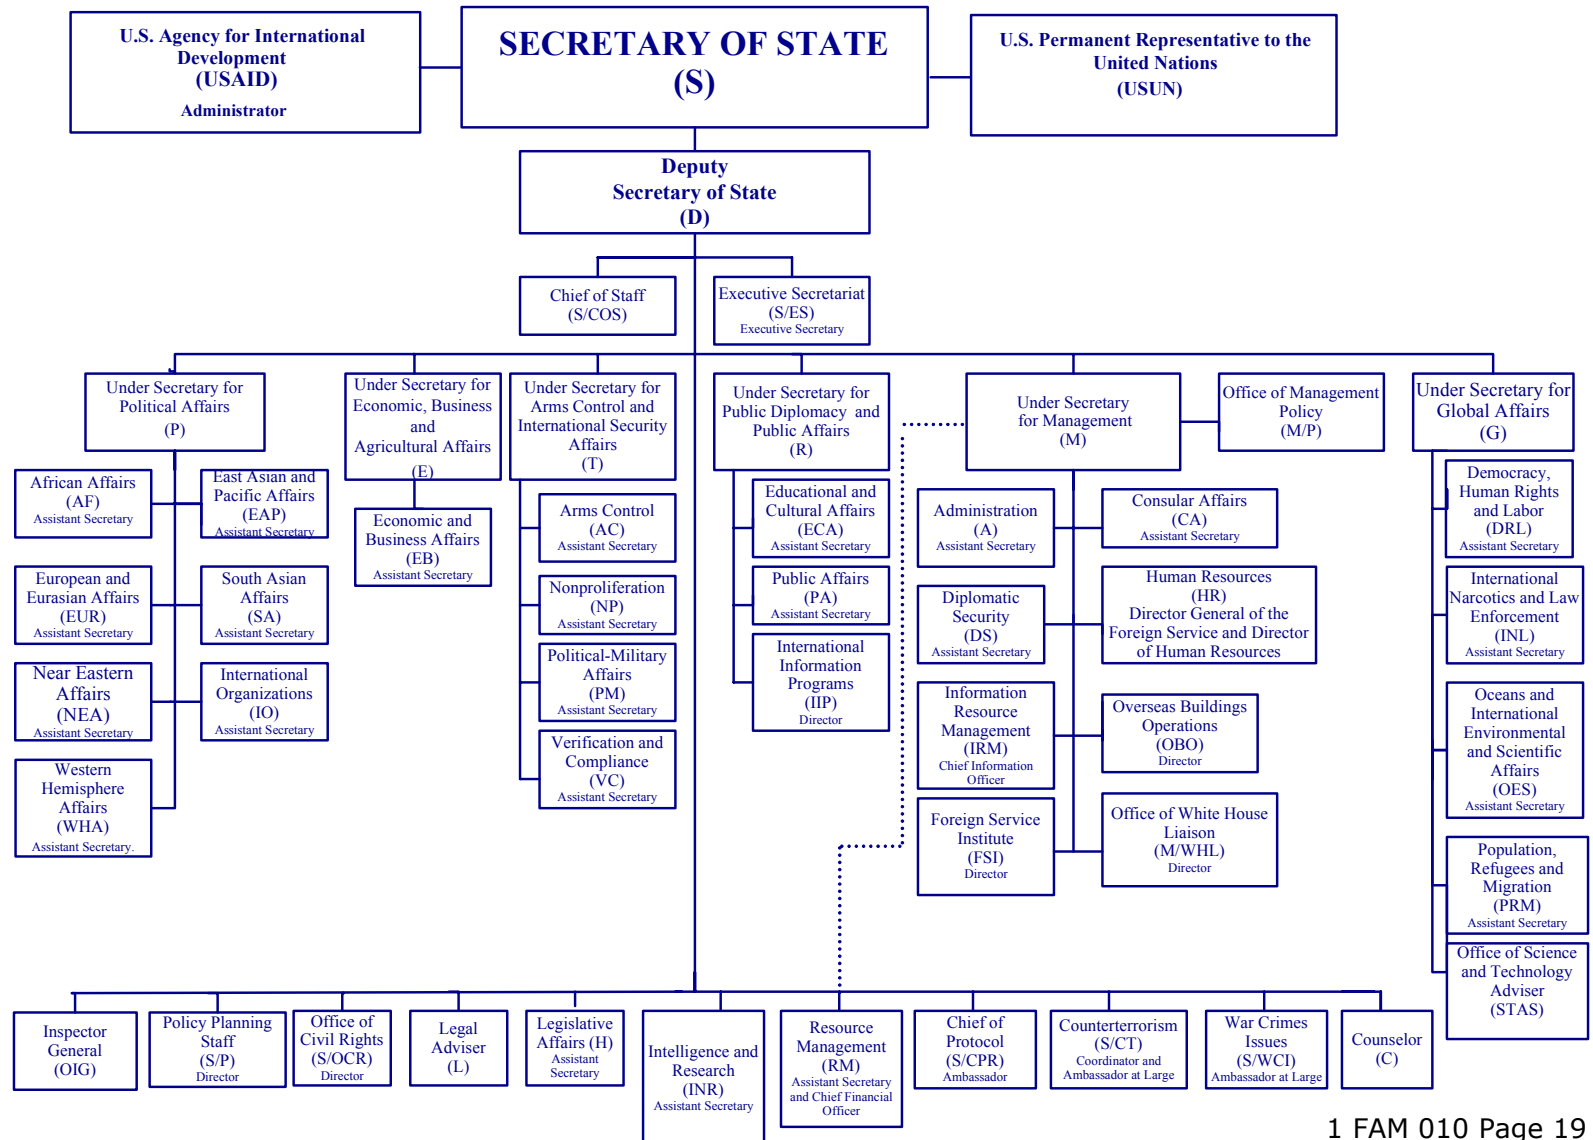 U.S. Agency for International
Development
(USAID)
Administrator
SECRETARY OF STATE
(S)
U.S. Permanent Representative to the
United Nations
(USUN)
Deputy
Secretary of State
(D)
Chief of Staff
(S/COS)
Executive Secretariat
(S/ES)
Executive Secretary
Under Secretary for
Political Affairs
(P)
Under Secretary for
Economic, Business
and
Agricultural Affairs
(E)
Under Secretary for
Arms Control and
International Security
Affairs
(T)
Under Secretary for
Public Diplomacy and
Public Affairs
(R)
Under Secretary
for Management
(M)
Office of Management
Policy
(M/P)
Under Secretary for
Global Affairs
(G)
African Affairs
(AF)
Assistant Secretary
East Asian and
Pacific Affairs
(EAP)
Assistant Secretary
European and
Eurasian Affairs
(EUR)
Assistant Secretary
South Asian
Affairs
(SA)
Assistant Secretary
Near Eastern
Affairs
(NEA)
Assistant Secretary
International
Organizations
(IO)
Assistant Secretary
Western
Hemisphere
Affairs
(WHA)
Assistant Secretary.
Economic and
Business Affairs
(EB)
Assistant Secretary
Arms Control
(AC)
Assistant Secretary
Nonproliferation
(NP)
Assistant Secretary
Political-Military
Affairs
(PM)
Assistant Secretary
Verification and
Compliance
(VC)
Assistant Secretary
Educational and
Cultural Affairs
(ECA)
Assistant Secretary
Public Affairs
(PA)
Assistant Secretary
International
Information
Programs
(IIP)
Director
Administration
(A)
Assistant Secretary
Consular Affairs
(CA)
Assistant Secretary
Diplomatic
Security
(DS)
Assistant Secretary
Human Resources
(HR)
Director General of the
Foreign Service and Director
of Human Resources
Information
Resource
Management
(IRM)
Chief Information
Officer
Overseas Buildings
Operations
(OBO)
Director
Foreign Service
Institute
(FSI)
Director
Office of White House
Liaison
(M/WHL)
Director
Democracy,
Human Rights
and Labor
(DRL)
Assistant Secretary
International
Narcotics and Law
Enforcement
(INL)
Assistant Secretary
Oceans and
International
Environmental
and Scientific
Affairs
(OES)
Assistant Secretary
Population,
Refugees and
Migration
(PRM)
Assistant Secretary
Office of Science
and Technology
Adviser
(STAS)
Inspector
General
(OIG)
Policy Planning
Staff
(S/P)
Director
Office of
Civil Rights
(S/OCR)
Director
Legal
Adviser
(L)
Legislative
Affairs (H)
Assistant
Secretary
Intelligence and
Research
(INR)
Assistant Secretary
Resource
Management
(RM)
Assistant Secretary
and Chief Financial
Officer
Chief of
Protocol
(S/CPR)
Ambassador
Counterterrorism
(S/CT)
Coordinator and
Ambassador at Large
War Crimes
Issues
(S/WCI)
Ambassador at Large
Counselor
(C)
1 FAM 010 Page 19